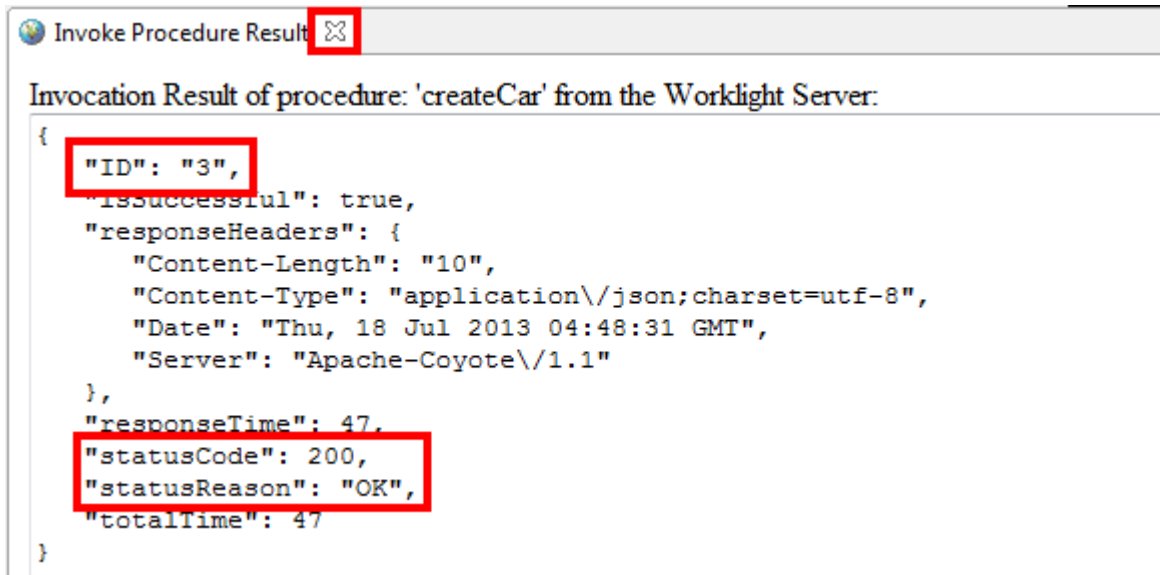 Invoke Procedure Result
Invocation Result of procedure: 'createCar' from the Worklight Server:
{
"ID": "3",
"isSuccessful": true,
"responseHeaders": {
"Content-Length": "10",
"Content-Type": "application\/json;charset=utf-8",
"Date": "Thu, 18 Jul 2013 04:48:31 GMT",
"Server": "Apache-Coyote\/1.1"
},
"responseTime": 47,
"statusCode": 200,
"statusReason": "OK",
"totalTime": 47
}